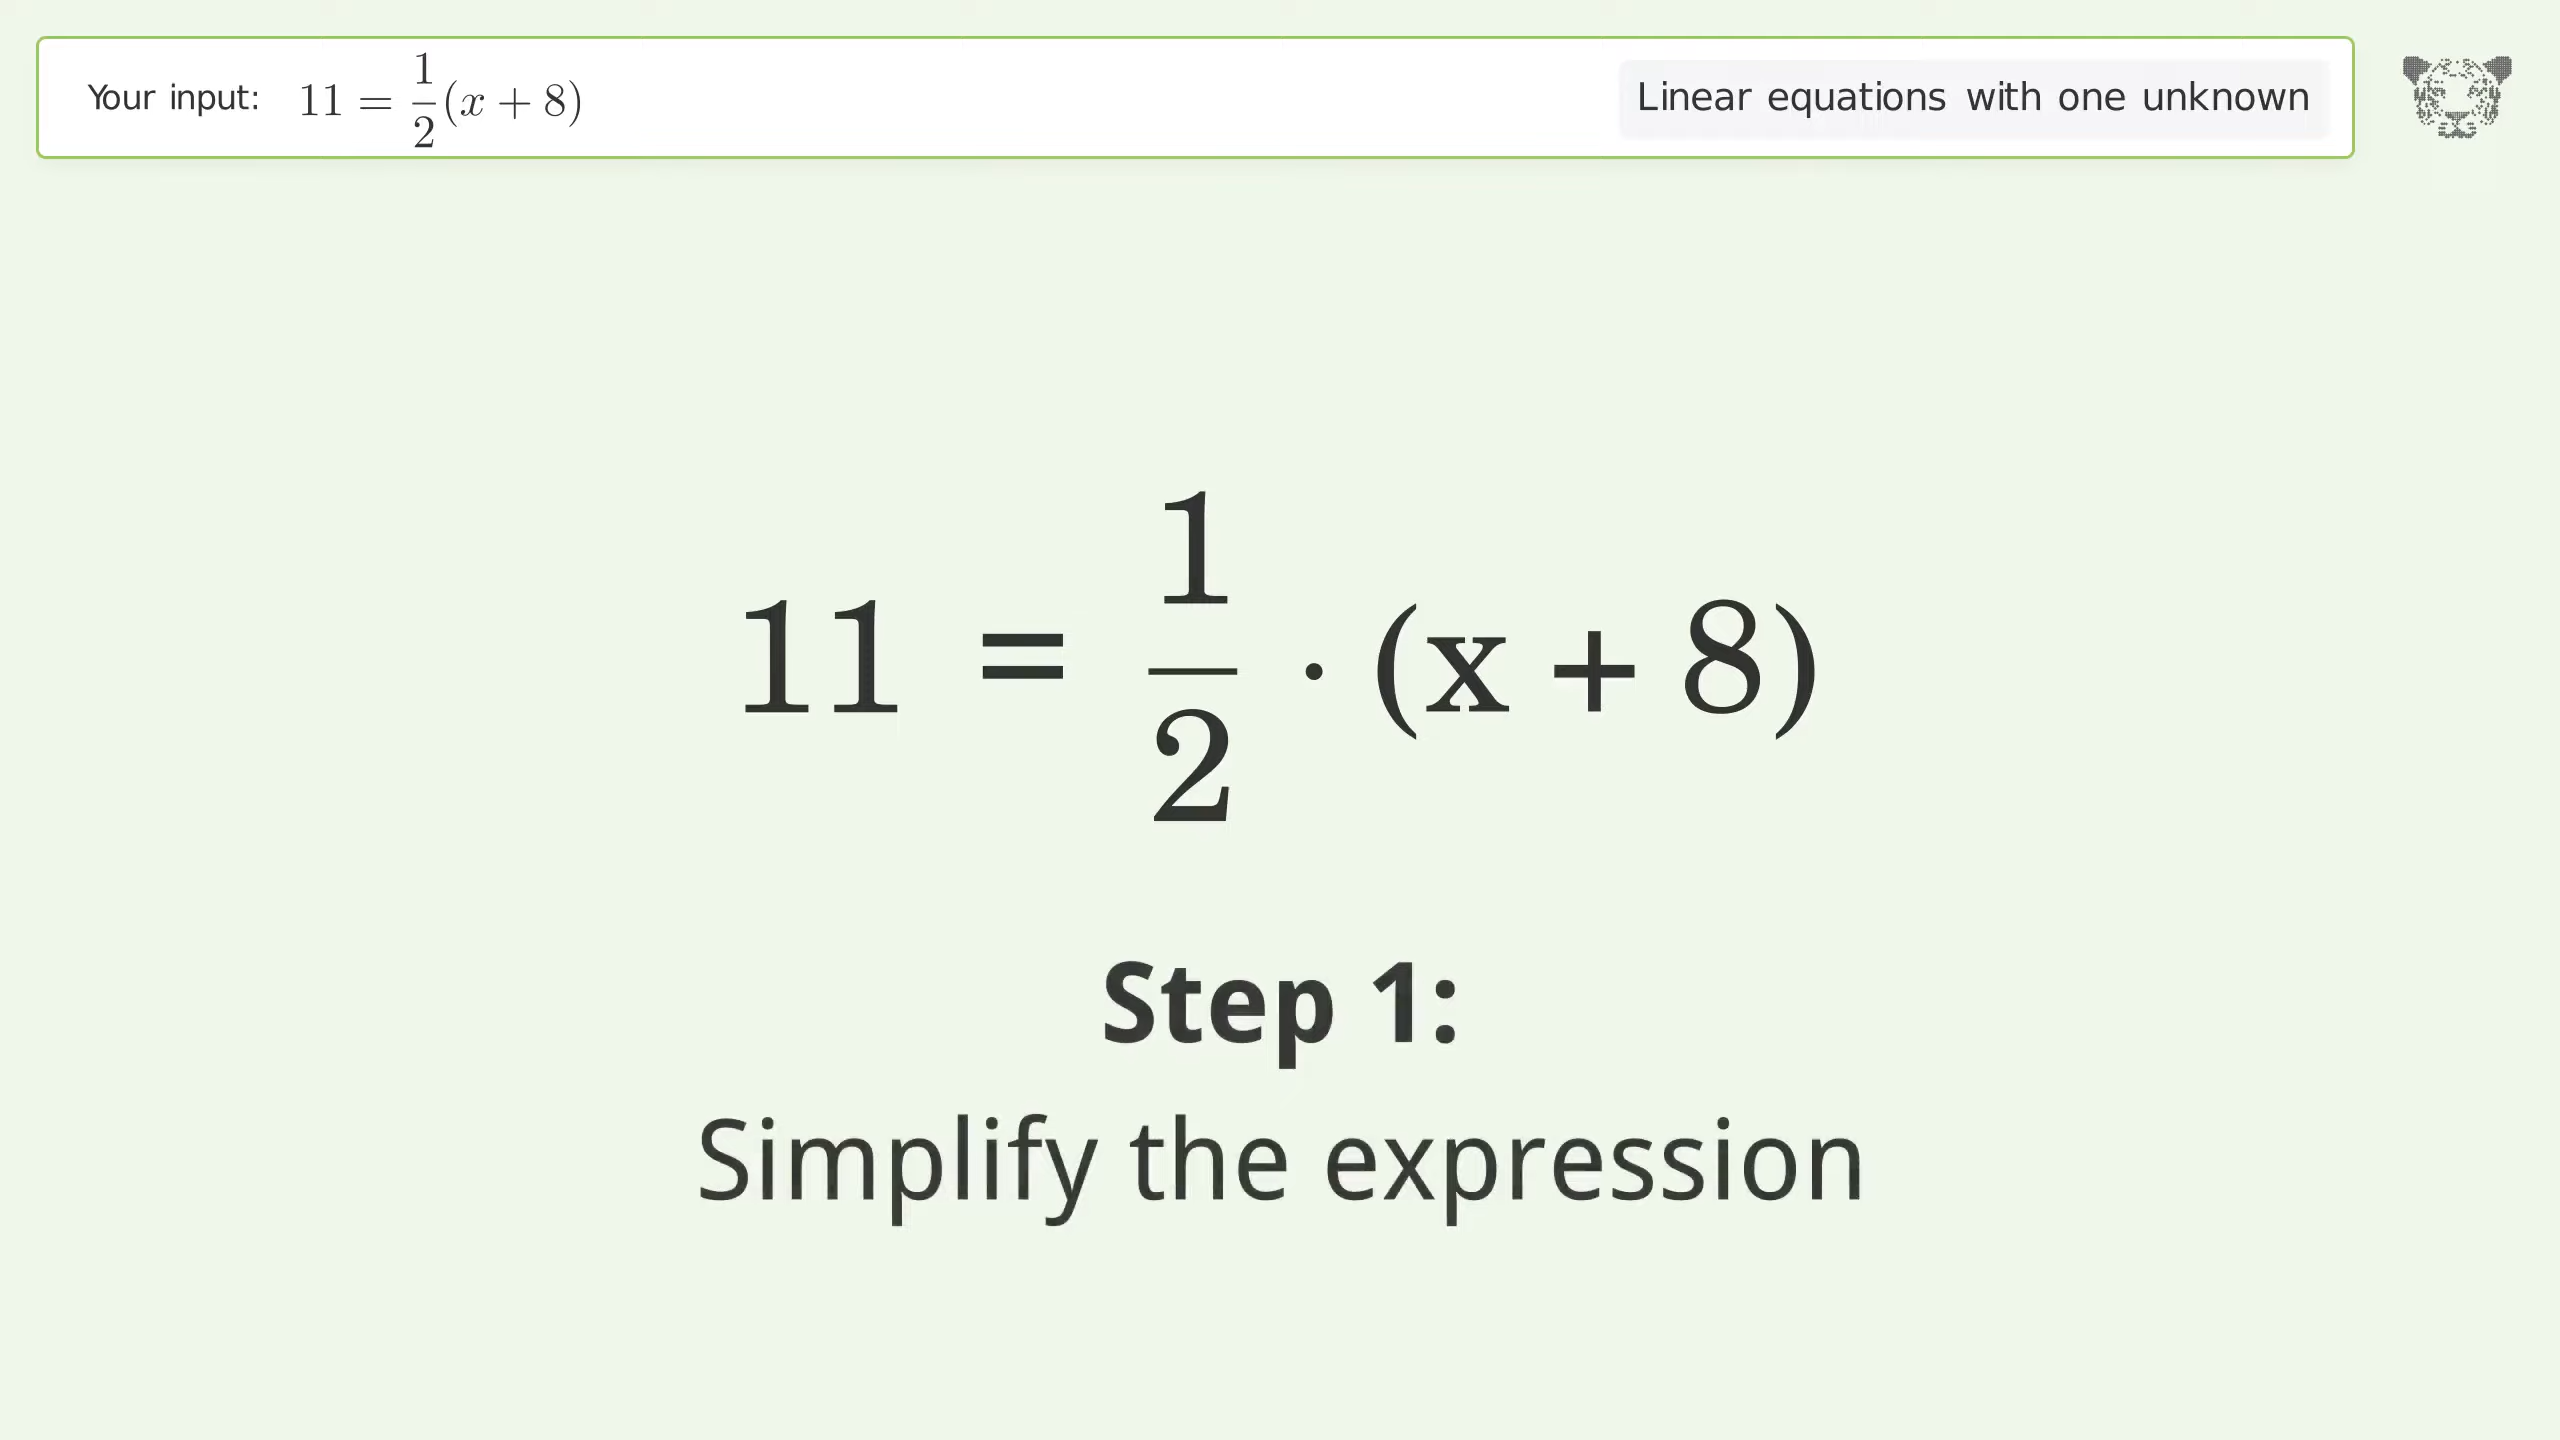 Your input: 11 = 1/2(x + 8)
Linear equations with one unknown
11 = 1/2 · (x + 8)
Step 1:
Simplify the expression